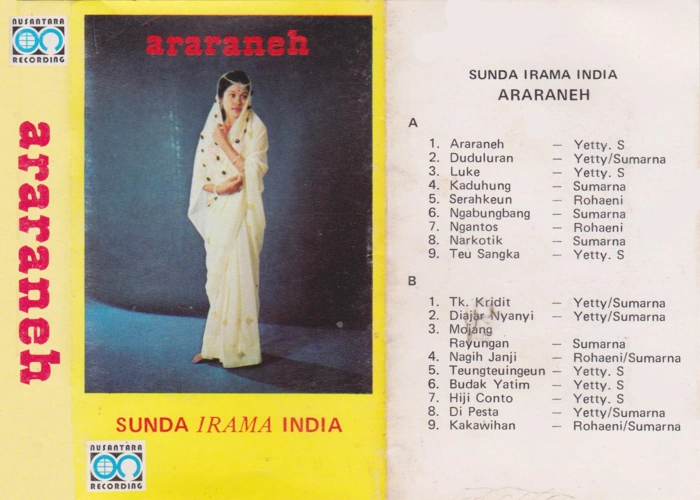 NUSANTARA
RECORDING
araraneh
araraneh
SUNDA IRAMA INDIA
NUSANTARA
RECORDING
SUNDA IRAMA INDIA
ARARANEH
A
1. Araraneh – Yetty. S
2. Duduluran – Yetty/Sumarna
3. Luke – Yetty. S
4. Kaduhung – Sumarna
5. Serahkeun – Rohaeni
6. Ngabungbang – Sumarna
7. Ngantos – Rohaeni
8. Narkotik – Sumarna
9. Teu Sangka – Yetty. S
B
1. Tk. Kridit – Yetty/Sumarna
2. Diajar Nyanyi – Yetty/Sumarna
3. Mojang
Rayungan – Sumarna
4. Nagih Janji – Rohaeni/Sumarna
5. Teungteuingeun – Yetty. S
6. Budak Yatim – Yetty. S
7. Hiji Conto – Yetty. S
8. Di Pesta – Yetty/Sumarna
9. Kakawihan – Rohaeni/Sumarna